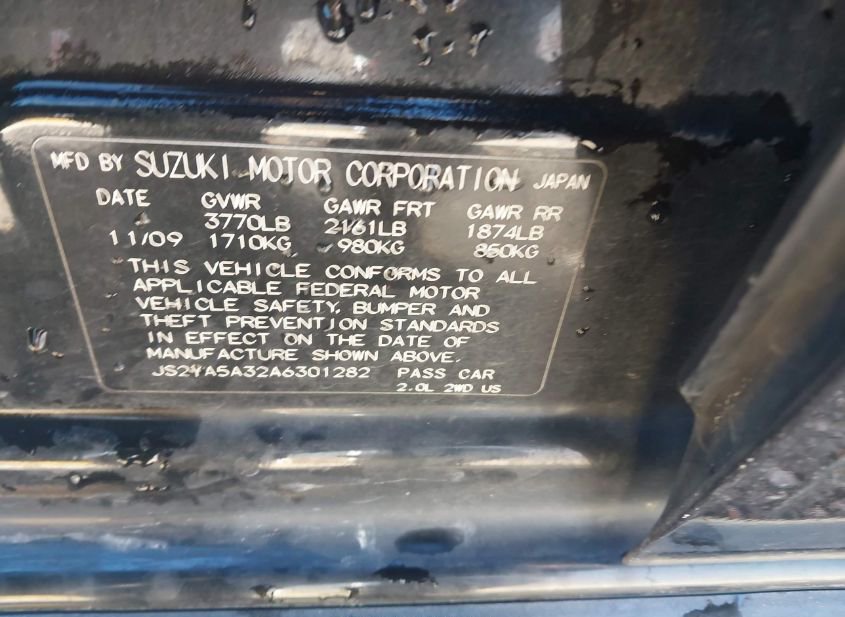 MFD BY SUZUKI MOTOR CORPORATION JAPAN
DATE GVWR GAWR FRT GAWR RR
3770LB 2161LB 1874LB
11/09 1710KG 980KG 850KG
THIS VEHICLE CONFORMS TO ALL
APPLICABLE FEDERAL MOTOR
VEHICLE SAFETY, BUMPER AND
THEFT PREVENTION STANDARDS
IN EFFECT ON THE DATE OF
MANUFACTURE SHOWN ABOVE.
JS2YA5A32A6301282 PASS CAR
2.0L 2WD US